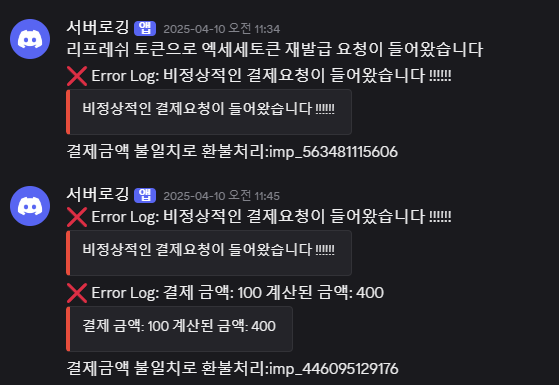 서버로깅 앱 2025-04-10 오전 11:34
리프레쉬 토큰으로 엑세세토큰 재발급 요청이 들어왔습니다
❌ Error Log: 비정상적인 결제요청이 들어왔습니다 !!!!!!
비정상적인 결제요청이 들어왔습니다 !!!!!!
결제금액 불일치로 환불처리:imp_563481115606
서버로깅 앱 2025-04-10 오전 11:45
❌ Error Log: 비정상적인 결제요청이 들어왔습니다 !!!!!!
비정상적인 결제요청이 들어왔습니다 !!!!!!
❌ Error Log: 결제 금액: 100 계산된 금액: 400
결제 금액: 100 계산된 금액: 400
결제금액 불일치로 환불처리:imp_446095129176